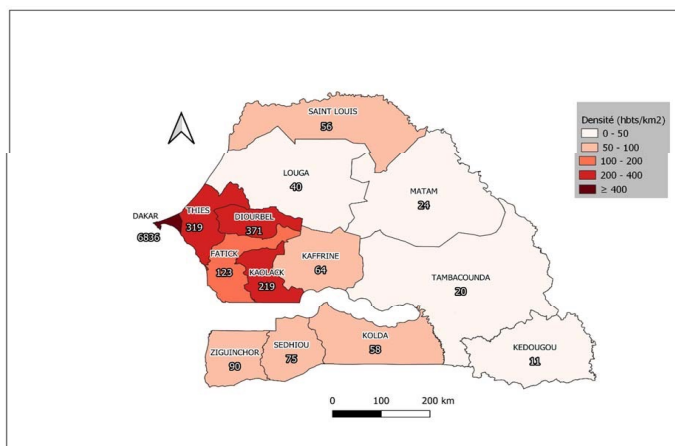 SAINT LOUIS
56
Densité (hbts/km2)
0 - 50
50 - 100
100 - 200
200 - 400
≥ 400
LOUGA
40
MATAM
24
DAKAR
6836
THIES
319
DIOURBEL
371
FATICK
123
KAOLACK
219
KAFFRINE
64
TAMBACOUNDA
20
ZIGUINCHOR
90
SEDHIOU
75
KOLDA
58
KEDOUGOU
11
0 100 200 km